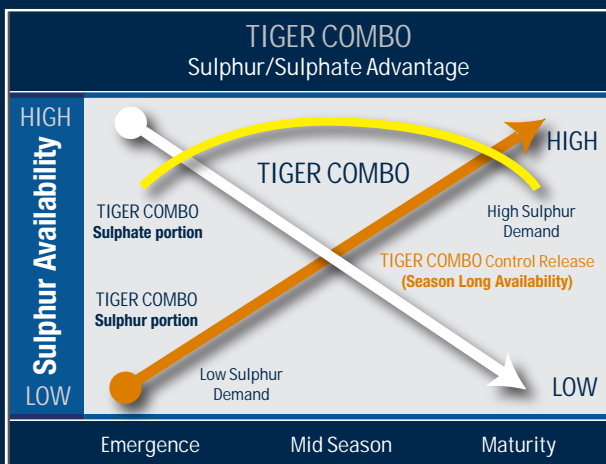 TIGER COMBO
Sulphur/Sulphate Advantage
HIGH
Sulphur Availability
LOW
TIGER COMBO
HIGH
TIGER COMBO
Sulphate portion
High Sulphur
Demand
TIGER COMBO Control Release
(Season Long Availability)
TIGER COMBO
Sulphur portion
Low Sulphur
Demand
LOW
Emergence
Mid Season
Maturity